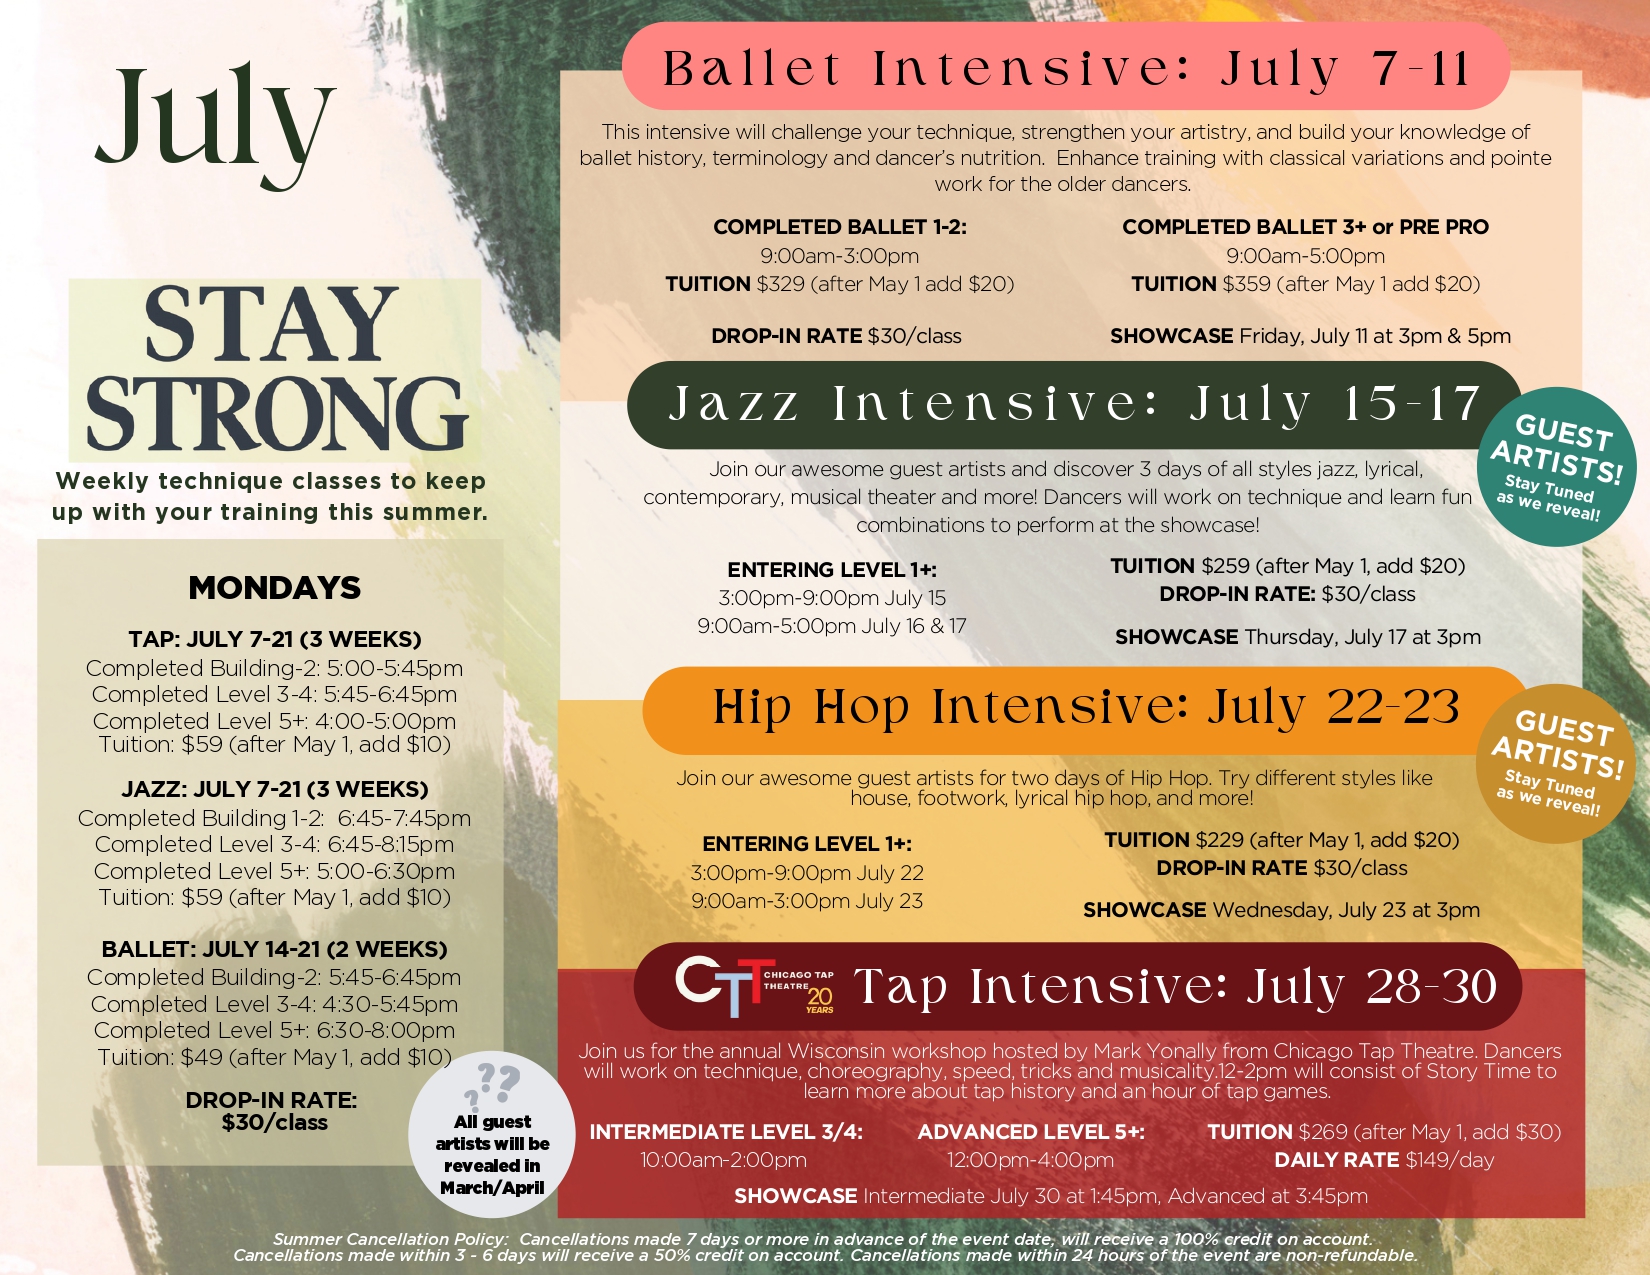 July
STAY
STRONG
Weekly technique classes to keep
up with your training this summer.
MONDAYS
TAP: JULY 7-21 (3 WEEKS)
Completed Building-2: 5:00-5:45pm
Completed Level 3-4: 5:45-6:45pm
Completed Level 5+: 4:00-5:00pm
Tuition: $59 (after May 1, add $10)
JAZZ: JULY 7-21 (3 WEEKS)
Completed Building 1-2: 6:45-7:45pm
Completed Level 3-4: 6:45-8:15pm
Completed Level 5+: 5:00-6:30pm
Tuition: $59 (after May 1, add $10)
BALLET: JULY 14-21 (2 WEEKS)
Completed Building-2: 5:45-6:45pm
Completed Level 3-4: 4:30-5:45pm
Completed Level 5+: 6:30-8:00pm
Tuition: $49 (after May 1, add $10)
DROP-IN RATE:
$30/class
???
All guest
artists will be
revealed in
March/April
Ballet Intensive: July 7-11
This intensive will challenge your technique, strengthen your artistry, and build your knowledge of
ballet history, terminology and dancer's nutrition. Enhance training with classical variations and pointe
work for the older dancers.
COMPLETED BALLET 1-2:
9:00am-3:00pm
TUITION $329 (after May 1 add $20)
DROP-IN RATE $30/class
COMPLETED BALLET 3+ or PRE PRO
9:00am-5:00pm
TUITION $359 (after May 1 add $20)
SHOWCASE Friday, July 11 at 3pm & 5pm
Jazz Intensive: July 15-17
GUEST
ARTISTS!
Stay Tuned
as we reveal!
Join our awesome guest artists and discover 3 days of all styles jazz, lyrical,
contemporary, musical theater and more! Dancers will work on technique and learn fun
combinations to perform at the showcase!
ENTERING LEVEL 1+:
3:00pm-9:00pm July 15
9:00am-5:00pm July 16 & 17
TUITION $259 (after May 1, add $20)
DROP-IN RATE: $30/class
SHOWCASE Thursday, July 17 at 3pm
Hip Hop Intensive: July 22-23
GUEST
ARTISTS!
Stay Tuned
as we reveal!
Join our awesome guest artists for two days of Hip Hop. Try different styles like
house, footwork, lyrical hip hop, and more!
ENTERING LEVEL 1+:
3:00pm-9:00pm July 22
9:00am-3:00pm July 23
TUITION $229 (after May 1, add $20)
DROP-IN RATE $30/class
SHOWCASE Wednesday, July 23 at 3pm
CTT
CHICAGO TAP
THEATRE
20
YEARS
Tap Intensive: July 28-30
Join us for the annual Wisconsin workshop hosted by Mark Yonally from Chicago Tap Theatre. Dancers
will work on technique, choreography, speed, tricks and musicality.12-2pm will consist of Story Time to
learn more about tap history and an hour of tap games.
INTERMEDIATE LEVEL 3/4:
10:00am-2:00pm
ADVANCED LEVEL 5+:
12:00pm-4:00pm
TUITION $269 (after May 1, add $30)
DAILY RATE $149/day
SHOWCASE Intermediate July 30 at 1:45pm, Advanced at 3:45pm
Summer Cancellation Policy: Cancellations made 7 days or more in advance of the event date, will receive a 100% credit on account.
Cancellations made within 3 - 6 days will receive a 50% credit on account. Cancellations made within 24 hours of the event are non-refundable.